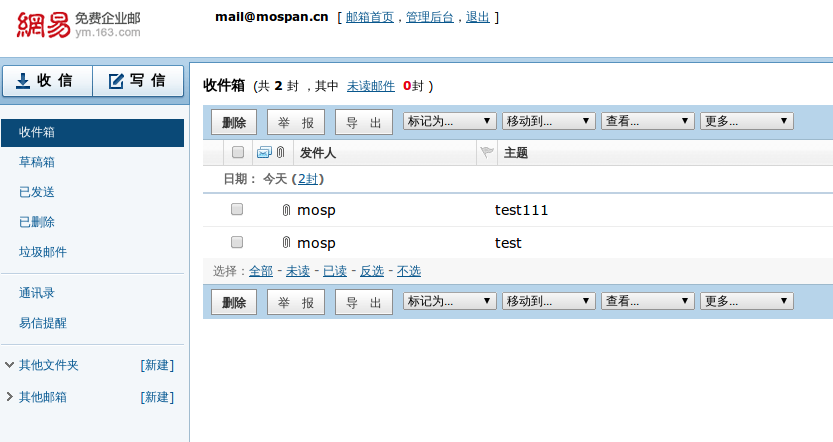 網易 免费企业邮
ym.163.com
mail@mospan.cn [ 邮箱首页 , 管理后台 , 退出 ]
收 信 写 信
收件箱
草稿箱
已发送
已删除
垃圾邮件
通讯录
易信提醒
其他文件夹 [新建]
其他邮箱 [新建]
收件箱 (共 2 封 ，其中 未读邮件 0封 )
删除 举 报 导 出 标记为... 移动到... 查看... 更多...
发件人 主题
日期： 今天 (2封)
mosp test111
mosp test
选择：全部 - 未读 - 已读 - 反选 - 不选
删除 举 报 导 出 标记为... 移动到... 查看... 更多...